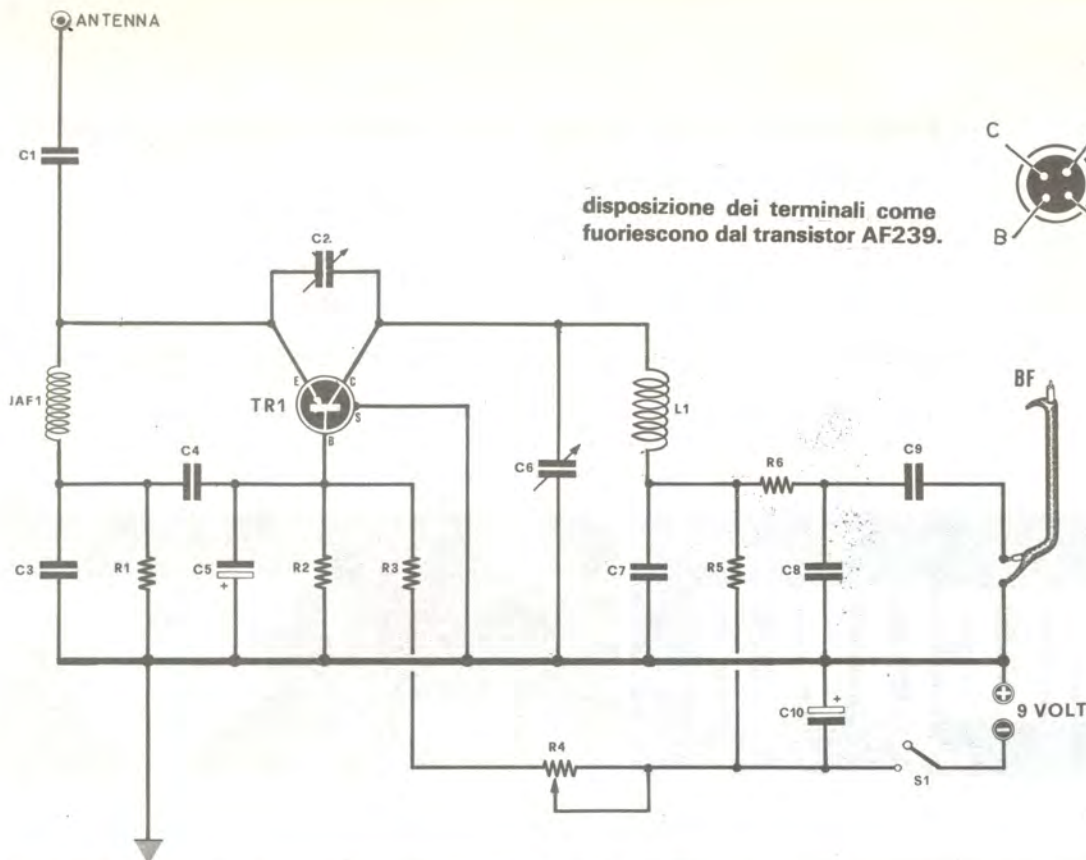 ANTENNA
C1
C
disposizione dei terminali come
fuoriescono dal transistor AF239.
B
C2
JAF1
E
C
TR1
S
B
L1
BF
C4
C6
R6
C9
C3
R1
C5
+
R2
R3
C7
R5
C8
C10
+
+
9 VOLT
-
R4
S1